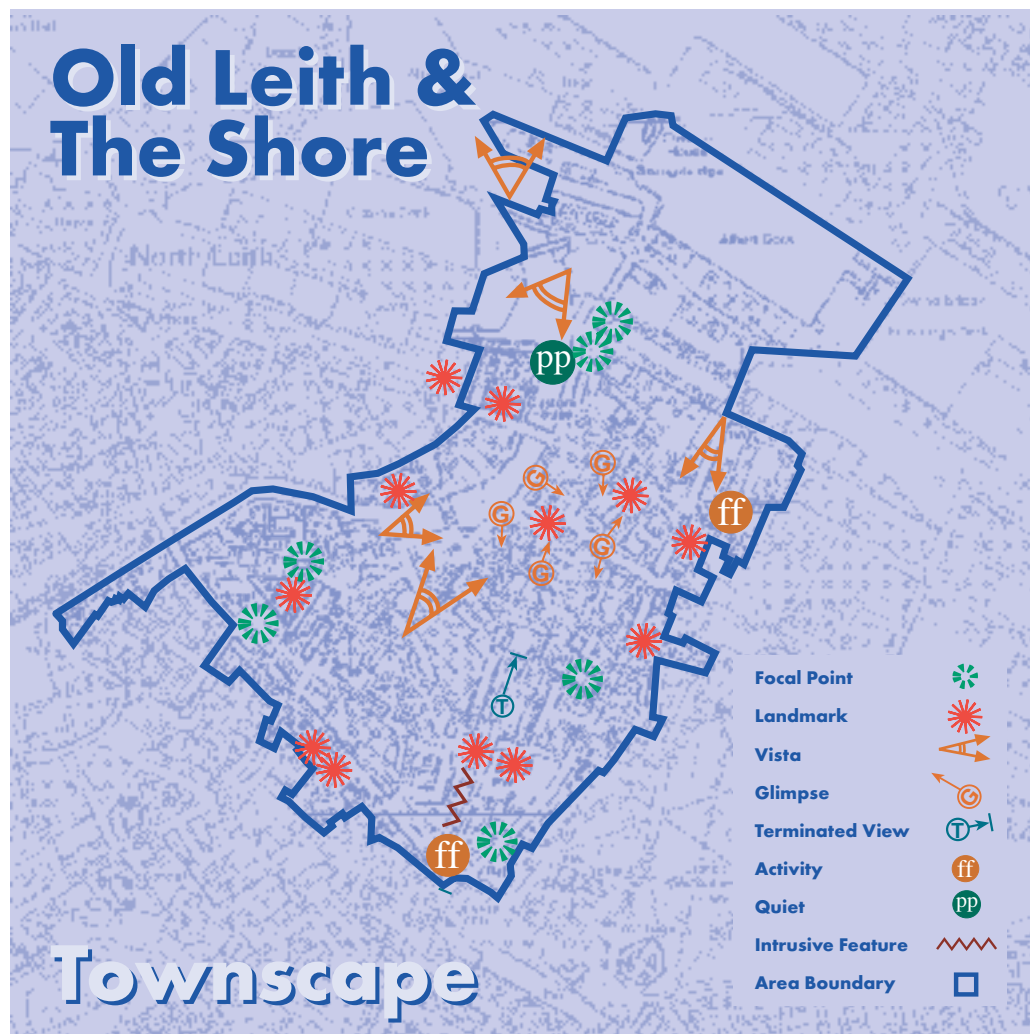 Old Leith &
The Shore
North Leith
Albert Dock
pp
ff
G
G
G
G
G
T
ff
Focal Point
Landmark
Vista
Glimpse
G
Terminated View
T
Activity
ff
Quiet
pp
Intrusive Feature
Area Boundary
Townscape